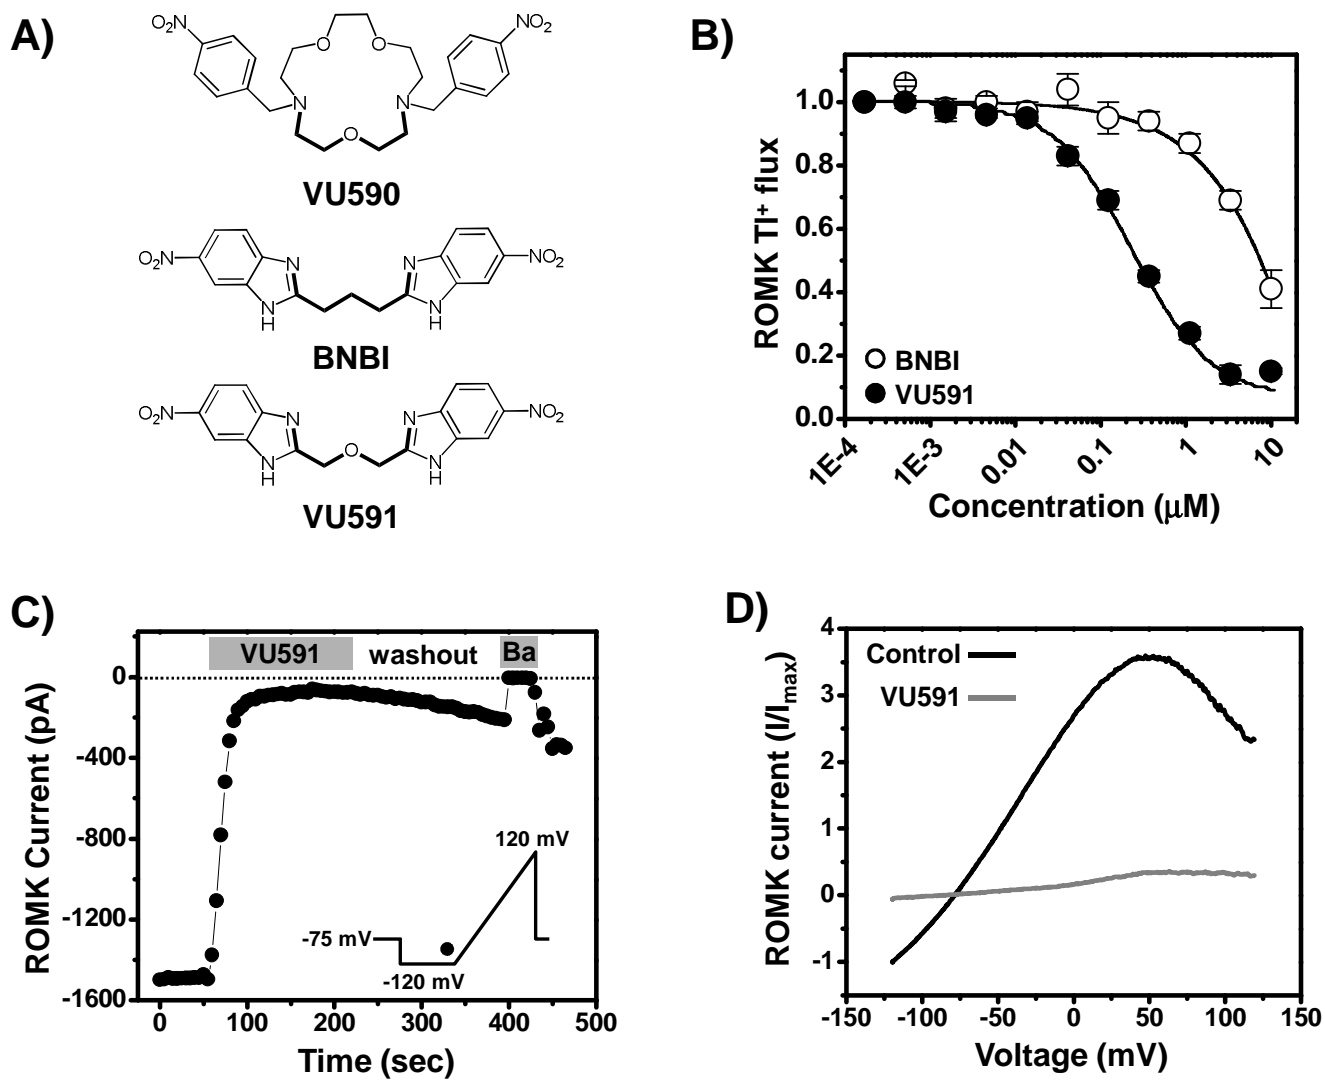 A)
O₂N
NO₂
O
O
N
N
O
VU590
O₂N
NO₂
N
N
N
H
N
H
BNBI
O₂N
NO₂
N
N
O
N
H
N
H
VU591
B)
ROMK Tl⁺ flux
1.0
0.8
0.6
0.4
0.2
0.0
BNBI
VU591
1E-4
1E-3
0.01
0.1
1
10
Concentration (μM)
C)
ROMK Current (pA)
VU591
washout
Ba
0
-400
-800
-1200
-1600
120 mV
-75 mV
-120 mV
0
100
200
300
400
500
Time (sec)
D)
ROMK current (I/Imax)
4
3
2
1
0
-1
Control
VU591
-150
-100
-50
0
50
100
150
Voltage (mV)